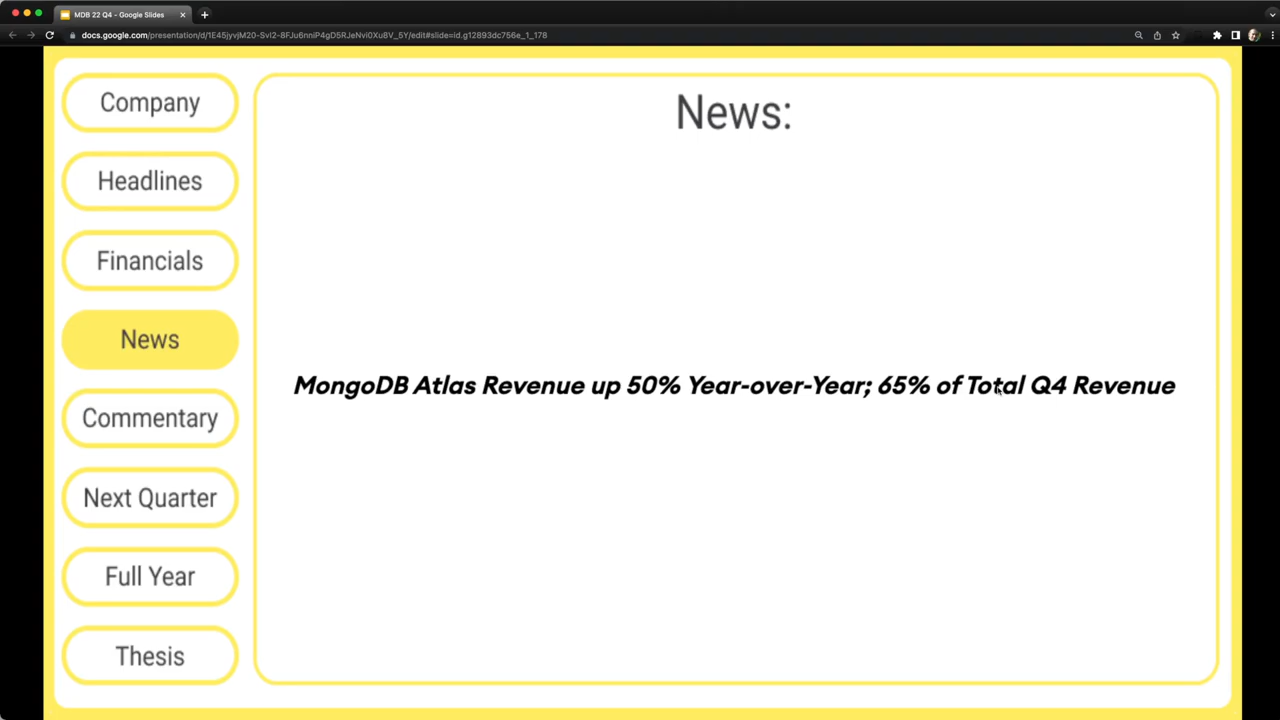 MDB 22 Q4 - Google Slides
docs.google.com/presentation/d/1E45jyvjM20-Svl2-8FJu6nniP4gD5RJeNvi0Xu8V_5Y/edit#slide=id.g12893dc756e_1_178
Company
Headlines
Financials
News
Commentary
Next Quarter
Full Year
Thesis
News:
MongoDB Atlas Revenue up 50% Year-over-Year; 65% of Total Q4 Revenue